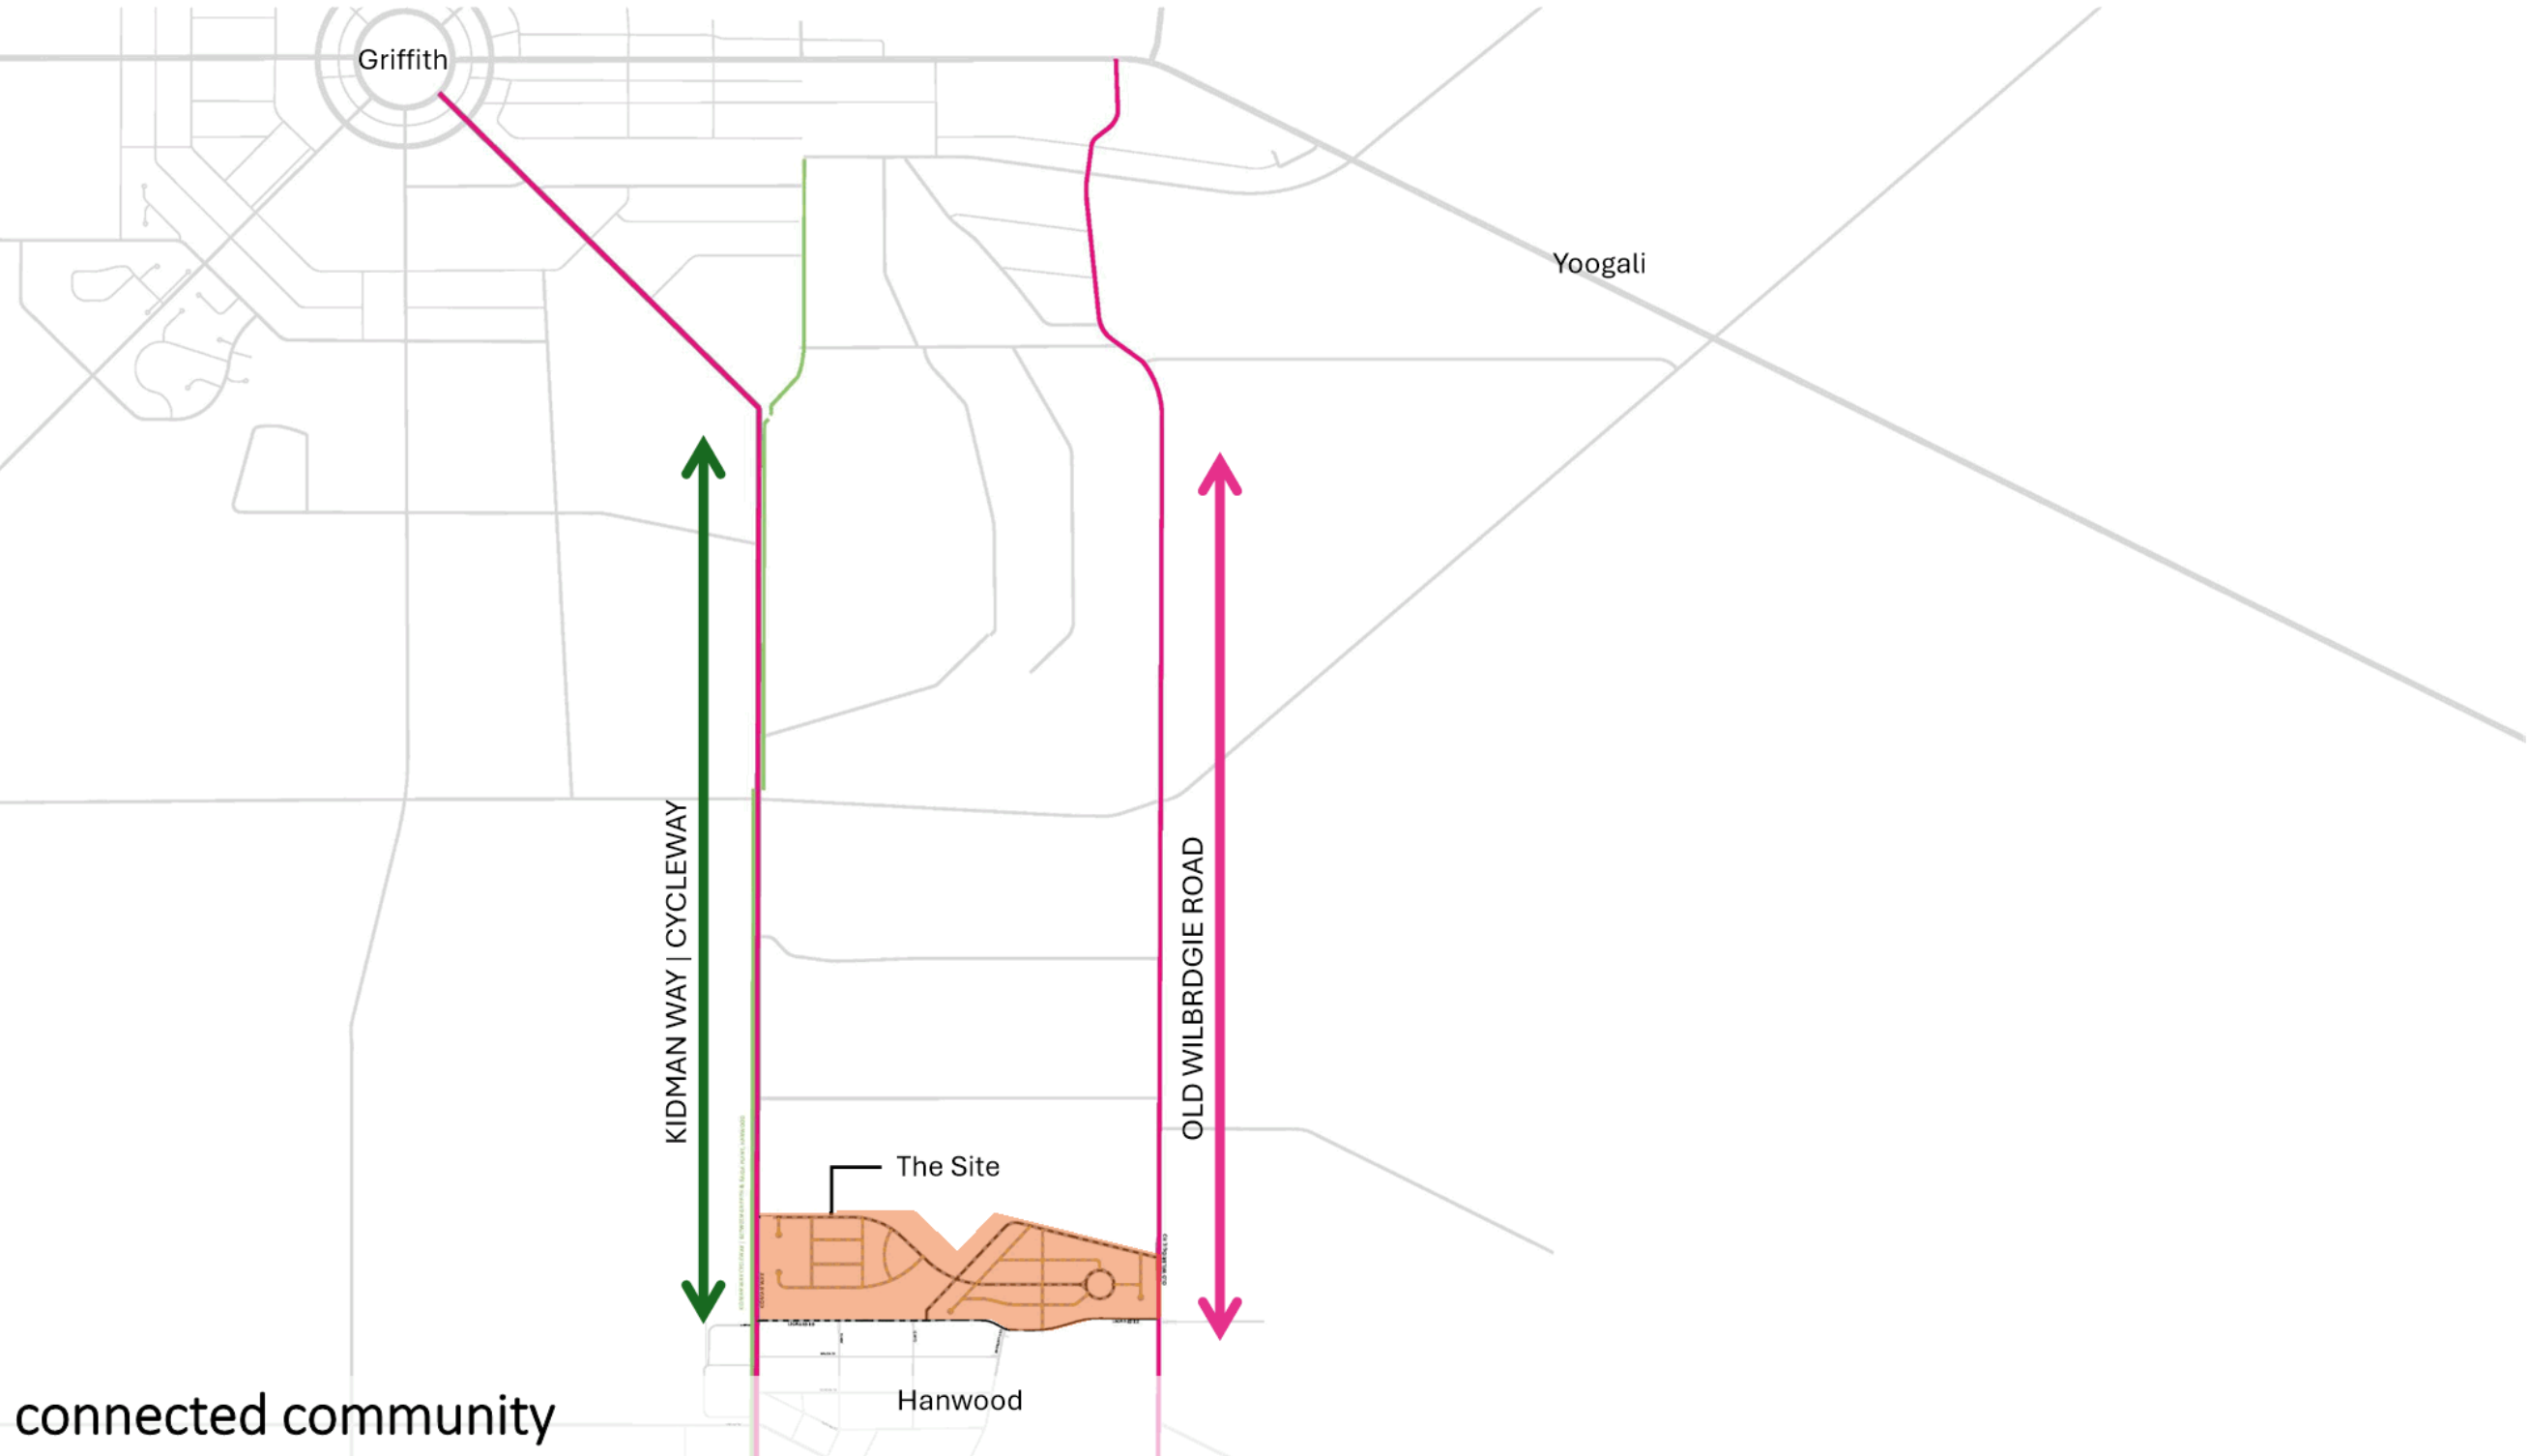 Griffith
Yoogali
KIDMAN WAY | CYCLEWAY
OLD WILBRDGIE ROAD
The Site
Hanwood
connected community